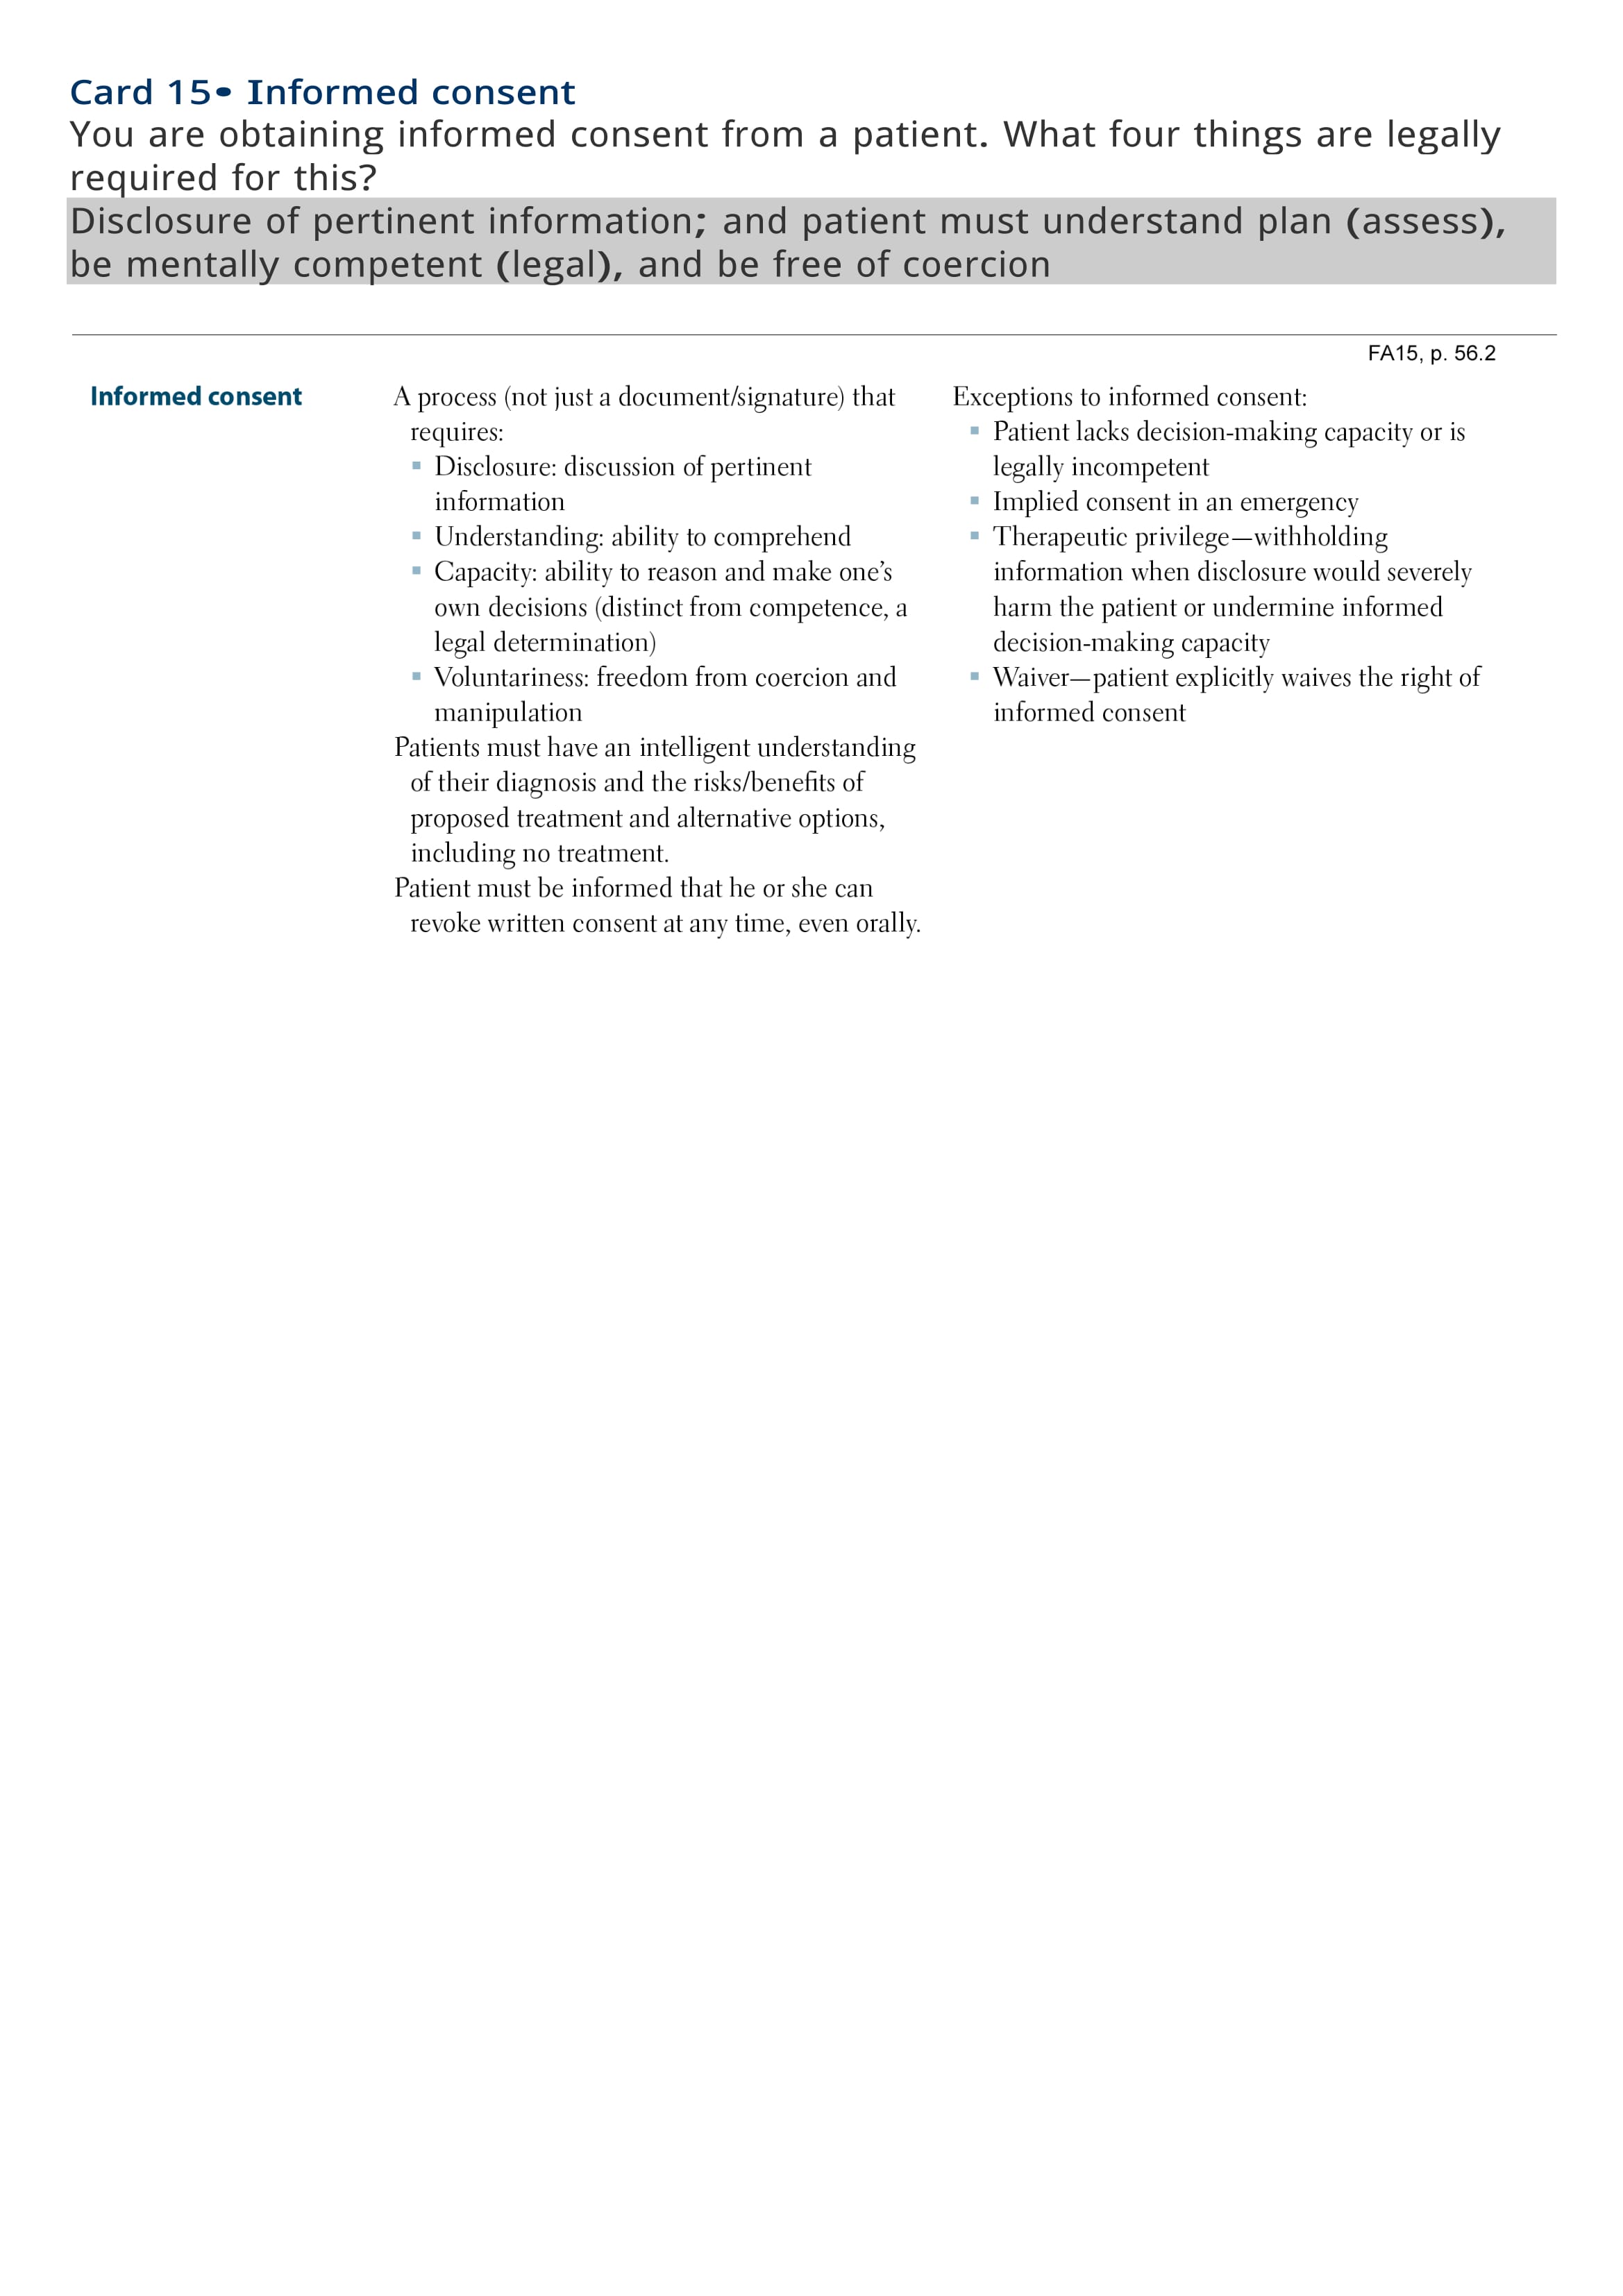 Card 15• Informed consent
You are obtaining informed consent from a patient. What four things are legally
required for this?
Disclosure of pertinent information; and patient must understand plan (assess),
be mentally competent (legal), and be free of coercion
FA15, p. 56.2
Informed consent
A process (not just a document/signature) that
requires:
▪ Disclosure: discussion of pertinent
information
▪ Understanding: ability to comprehend
▪ Capacity: ability to reason and make one’s
own decisions (distinct from competence, a
legal determination)
▪ Voluntariness: freedom from coercion and
manipulation
Patients must have an intelligent understanding
of their diagnosis and the risks/benefits of
proposed treatment and alternative options,
including no treatment.
Patient must be informed that he or she can
revoke written consent at any time, even orally.
Exceptions to informed consent:
▪ Patient lacks decision-making capacity or is
legally incompetent
▪ Implied consent in an emergency
▪ Therapeutic privilege—withholding
information when disclosure would severely
harm the patient or undermine informed
decision-making capacity
▪ Waiver—patient explicitly waives the right of
informed consent